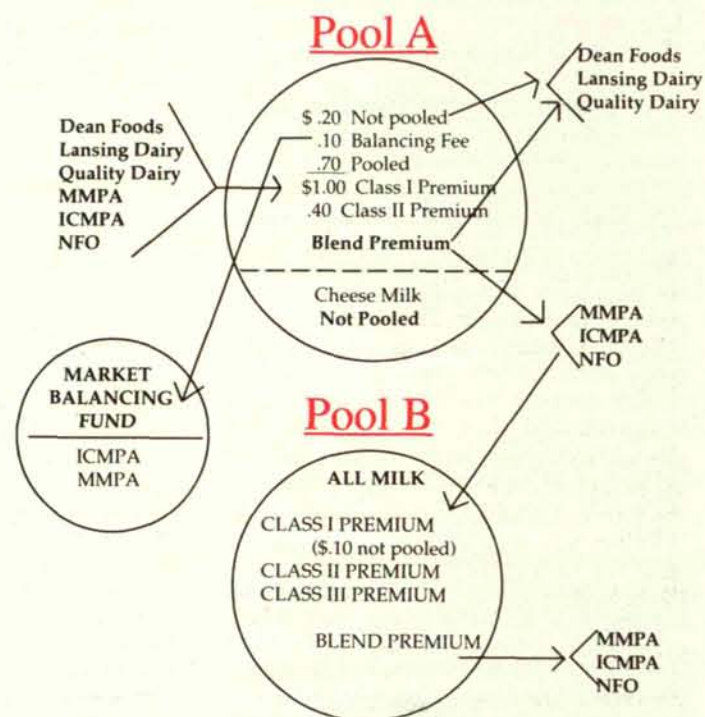 Pool A
Dean Foods
Lansing Dairy
Quality Dairy
MMPA
ICMPA
NFO
$ .20 Not pooled
.10 Balancing Fee
.70 Pooled
$1.00 Class I Premium
.40 Class II Premium
Blend Premium
Cheese Milk
Not Pooled
Dean Foods
Lansing Dairy
Quality Dairy
MMPA
ICMPA
NFO
MARKET
BALANCING
FUND
ICMPA
MMPA
Pool B
ALL MILK
CLASS I PREMIUM
($.10 not pooled)
CLASS II PREMIUM
CLASS III PREMIUM
BLEND PREMIUM
MMPA
ICMPA
NFO